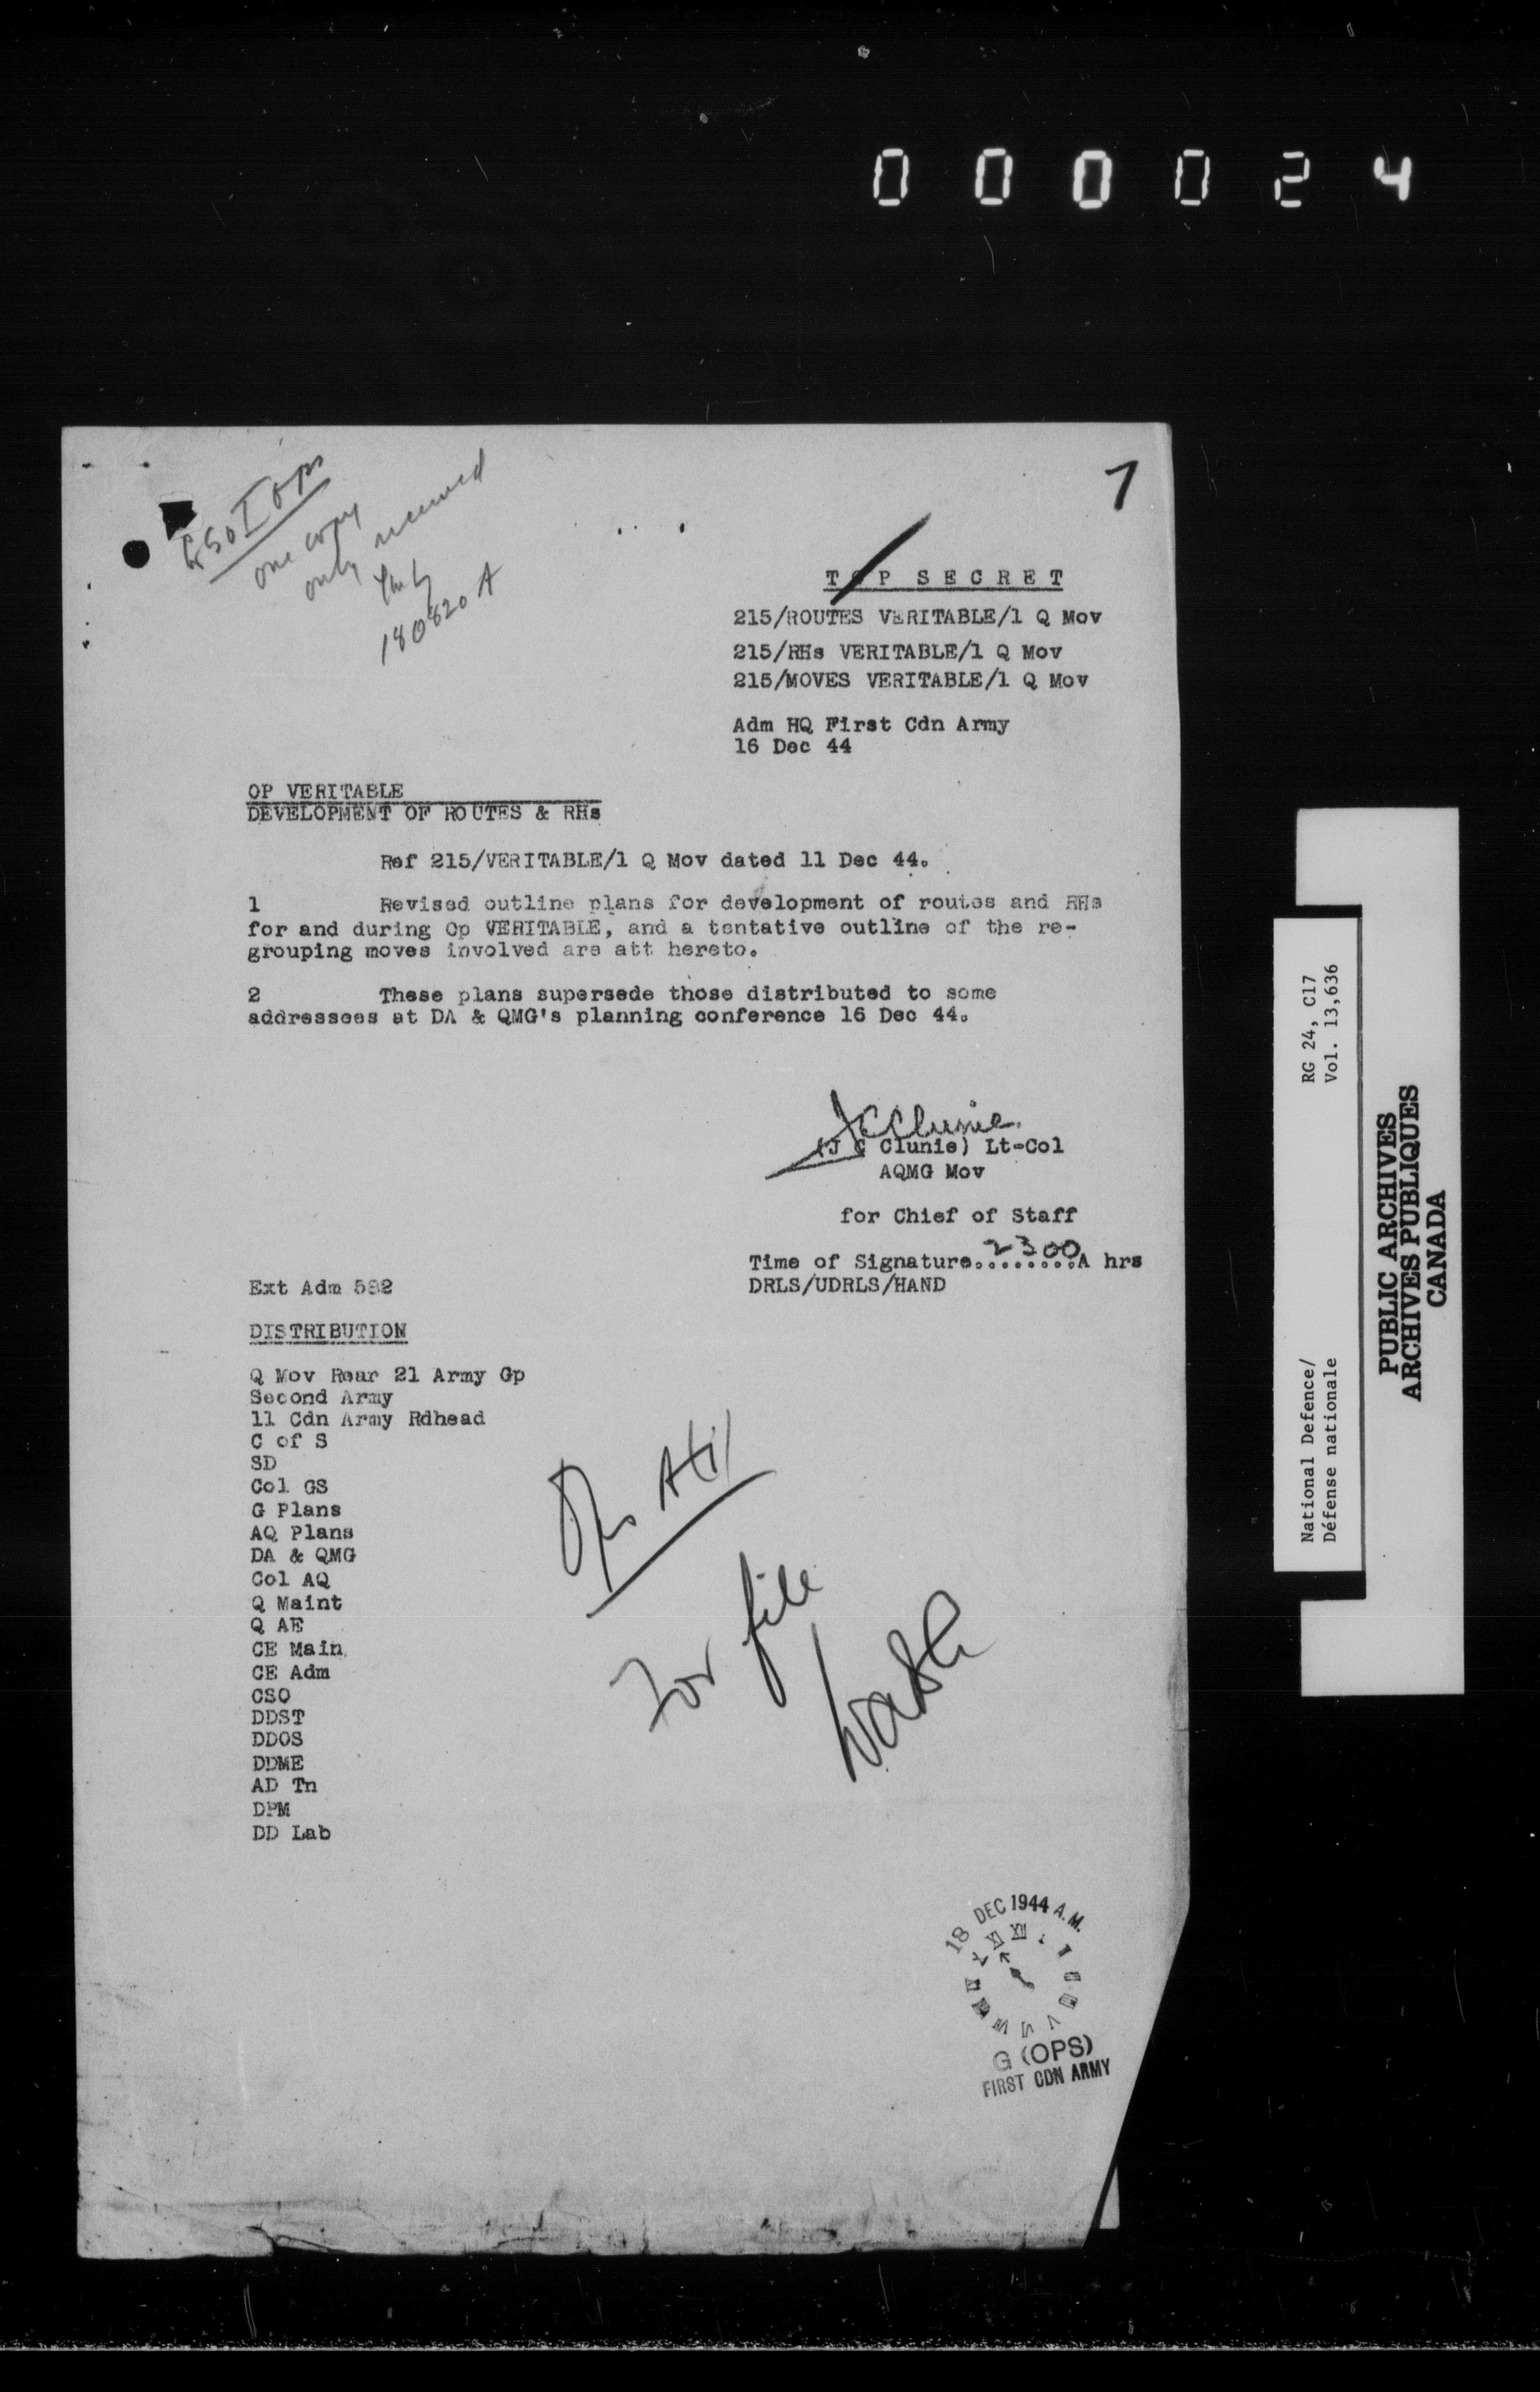 000024
7
GSO I Ops
one copy
only received
180820 A
TOP SECRET
215/ROUTES VERITABLE/1 Q Mov
215/RHs VERITABLE/1 Q Mov
215/MOVES VERITABLE/1 Q Mov
Adm HQ First Cdn Army
16 Dec 44
OP VERITABLE
DEVELOPMENT OF ROUTES & RHs
Ref 215/VERITABLE/1 Q Mov dated 11 Dec 44.
1 Revised outline plans for development of routes and RHs
for and during Op VERITABLE, and a tentative outline of the re-
grouping moves involved are att hereto.
2 These plans supersede those distributed to some
addressees at DA & QMG's planning conference 16 Dec 44.
JCClunie
(J C Clunie) Lt-Col
AQMG Mov
for Chief of Staff
Time of Signature..2300..A hrs
DRLS/UDRLS/HAND
Ext Adm 582
DISTRIBUTION
Q Mov Rear 21 Army Gp
Second Army
11 Cdn Army Rdhead
C of S
SD
Col GS
G Plans
AQ Plans
DA & QMG
Col AQ
Q Maint
Q AE
CE Main
CE Adm
CSO
DDST
DDOS
DDME
AD Tn
DPM
DD Lab
For file
18 DEC 1944 A.M.
G (OPS)
FIRST CDN ARMY
National Defence/ RG 24, C17
Défense nationale Vol. 13,636
PUBLIC ARCHIVES
ARCHIVES PUBLIQUES
CANADA